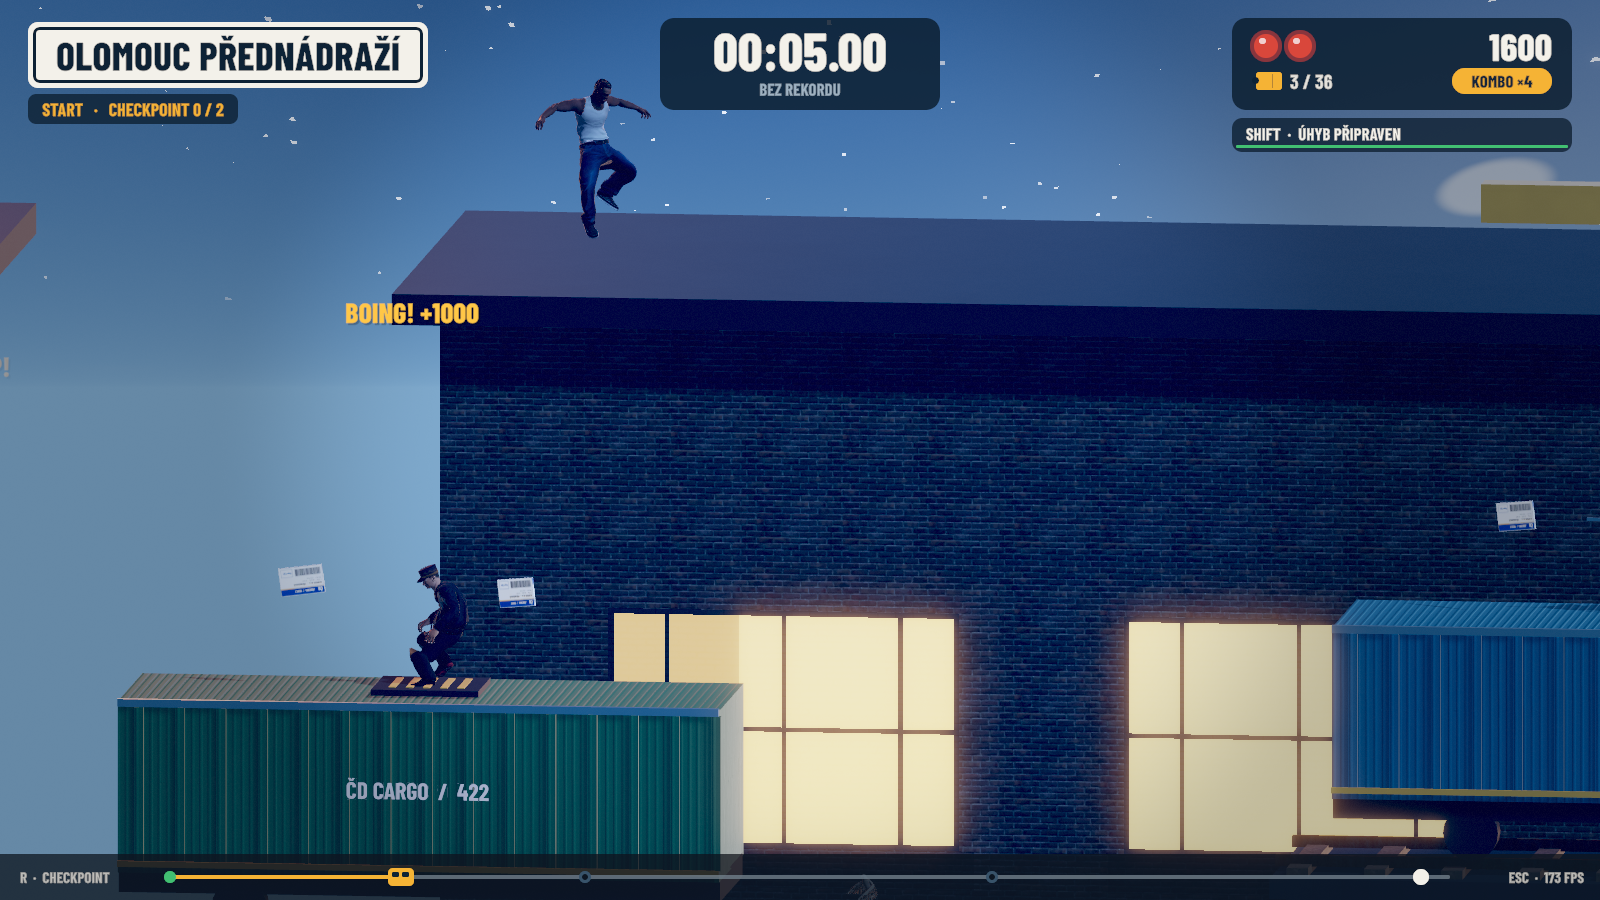 OLOMOUC PŘEDNÁDRAŽÍ
START · CHECKPOINT 0 / 2
00:05.00
BEZ REKORDU
1600
3 / 36
KOMBO ×4
SHIFT · ÚHYB PŘIPRAVEN
BOING! +1000
ČD CARGO / 422
R · CHECKPOINT
ESC · 173 FPS